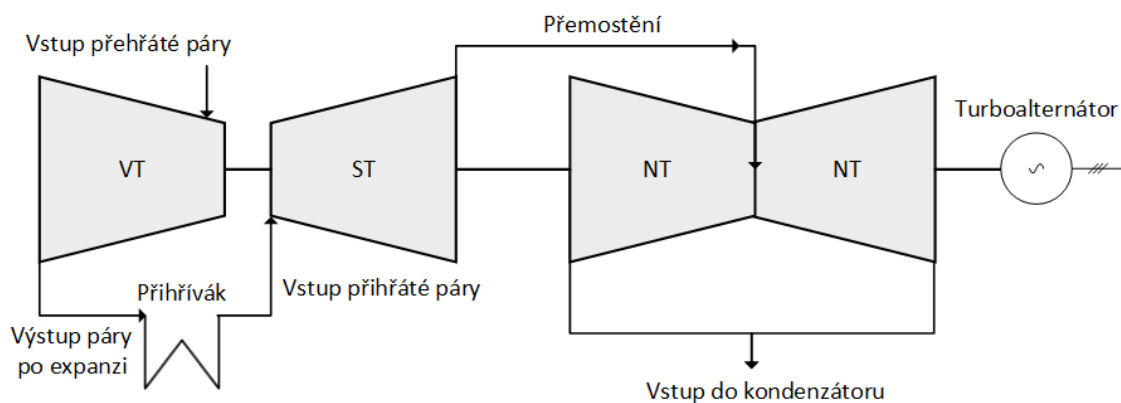 Přemostění
Vstup přehřáté páry
Turboalternátor
VT
ST
NT
NT
Přihřívák
Vstup přihřáté páry
Výstup páry
po expanzi
Vstup do kondenzátoru